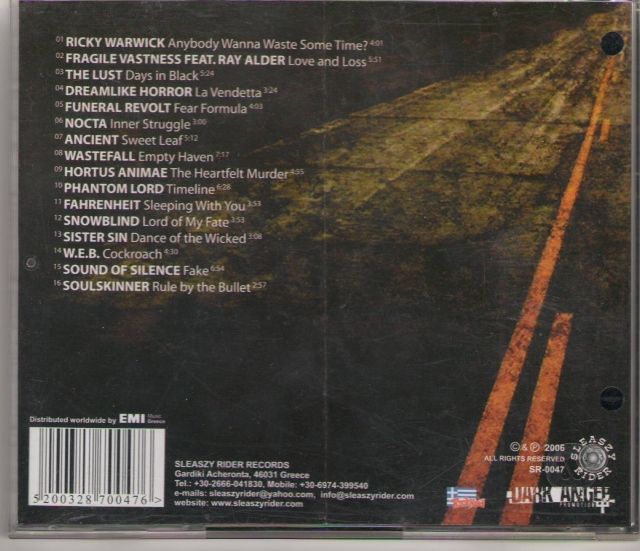 01 RICKY WARWICK Anybody Wanna Waste Some Time? 4:01
02 FRAGILE VASTNESS FEAT. RAY ALDER Love and Loss 5:51
03 THE LUST Days in Black 5:24
04 DREAMLIKE HORROR La Vendetta 3:24
05 FUNERAL REVOLT Fear Formula 4:03
06 NOCTA Inner Struggle 3:00
07 ANCIENT Sweet Leaf 5:12
08 WASTEFALL Empty Haven 7:17
09 HORTUS ANIMAE The Heartfelt Murder 4:55
10 PHANTOM LORD Timeline 6:28
11 FAHRENHEIT Sleeping With You 3:53
12 SNOWBLIND Lord of My Fate 3:53
13 SISTER SIN Dance of the Wicked 3:08
14 W.E.B. Cockroach 4:30
15 SOUND OF SILENCE Fake 6:54
16 SOULSKINNER Rule by the Bullet 2:57
Distributed worldwide by EMI Music Greece
5200328 700476 >
SLEASZY RIDER RECORDS
Gardiki Acheronta, 46031 Greece
Tel.: +30-2666-041830, Mobile: +30-6974-399540
e-mails: sleaszyrider@yahoo.com, info@sleaszyrider.com
website: www.sleaszyrider.com
© & ℗ 2006
ALL RIGHTS RESERVED
SR-0047
SLEASZY RIDER
DARK ANGEL
PROMOTION